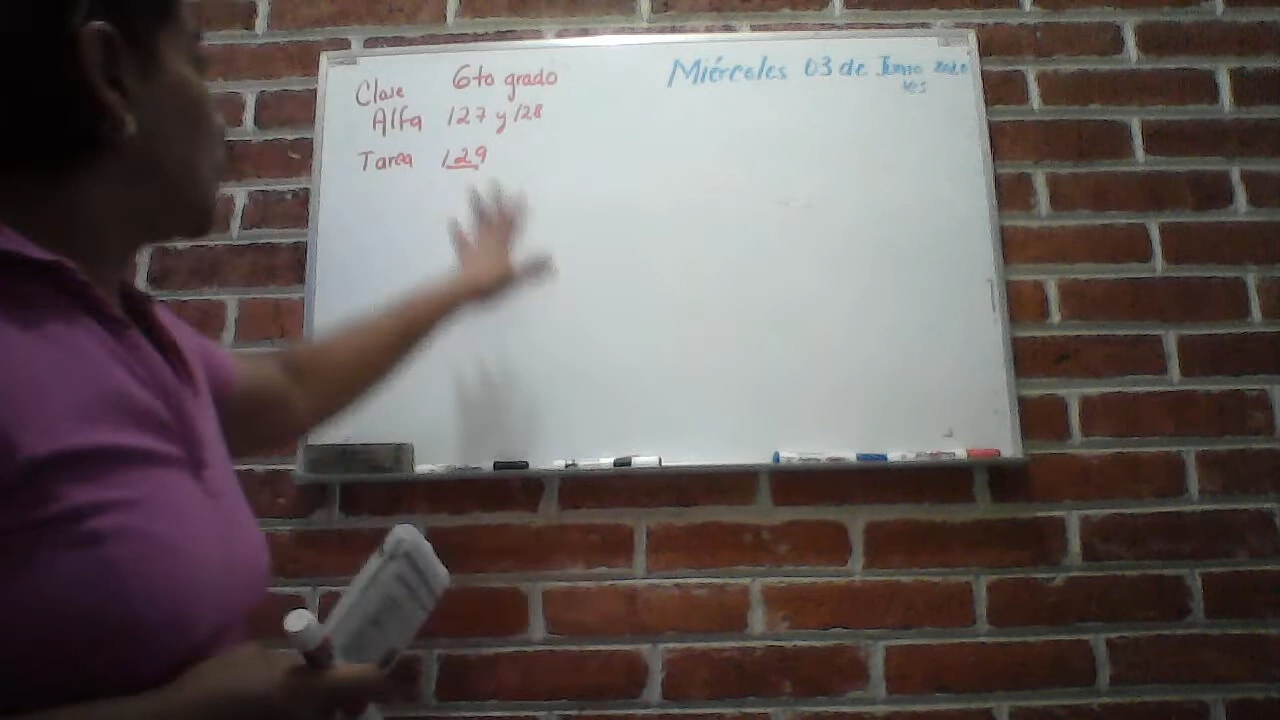 Clase 6to grado
Alfa 127 y 128
Tarea 129
Miércoles 03 de Junio 2020